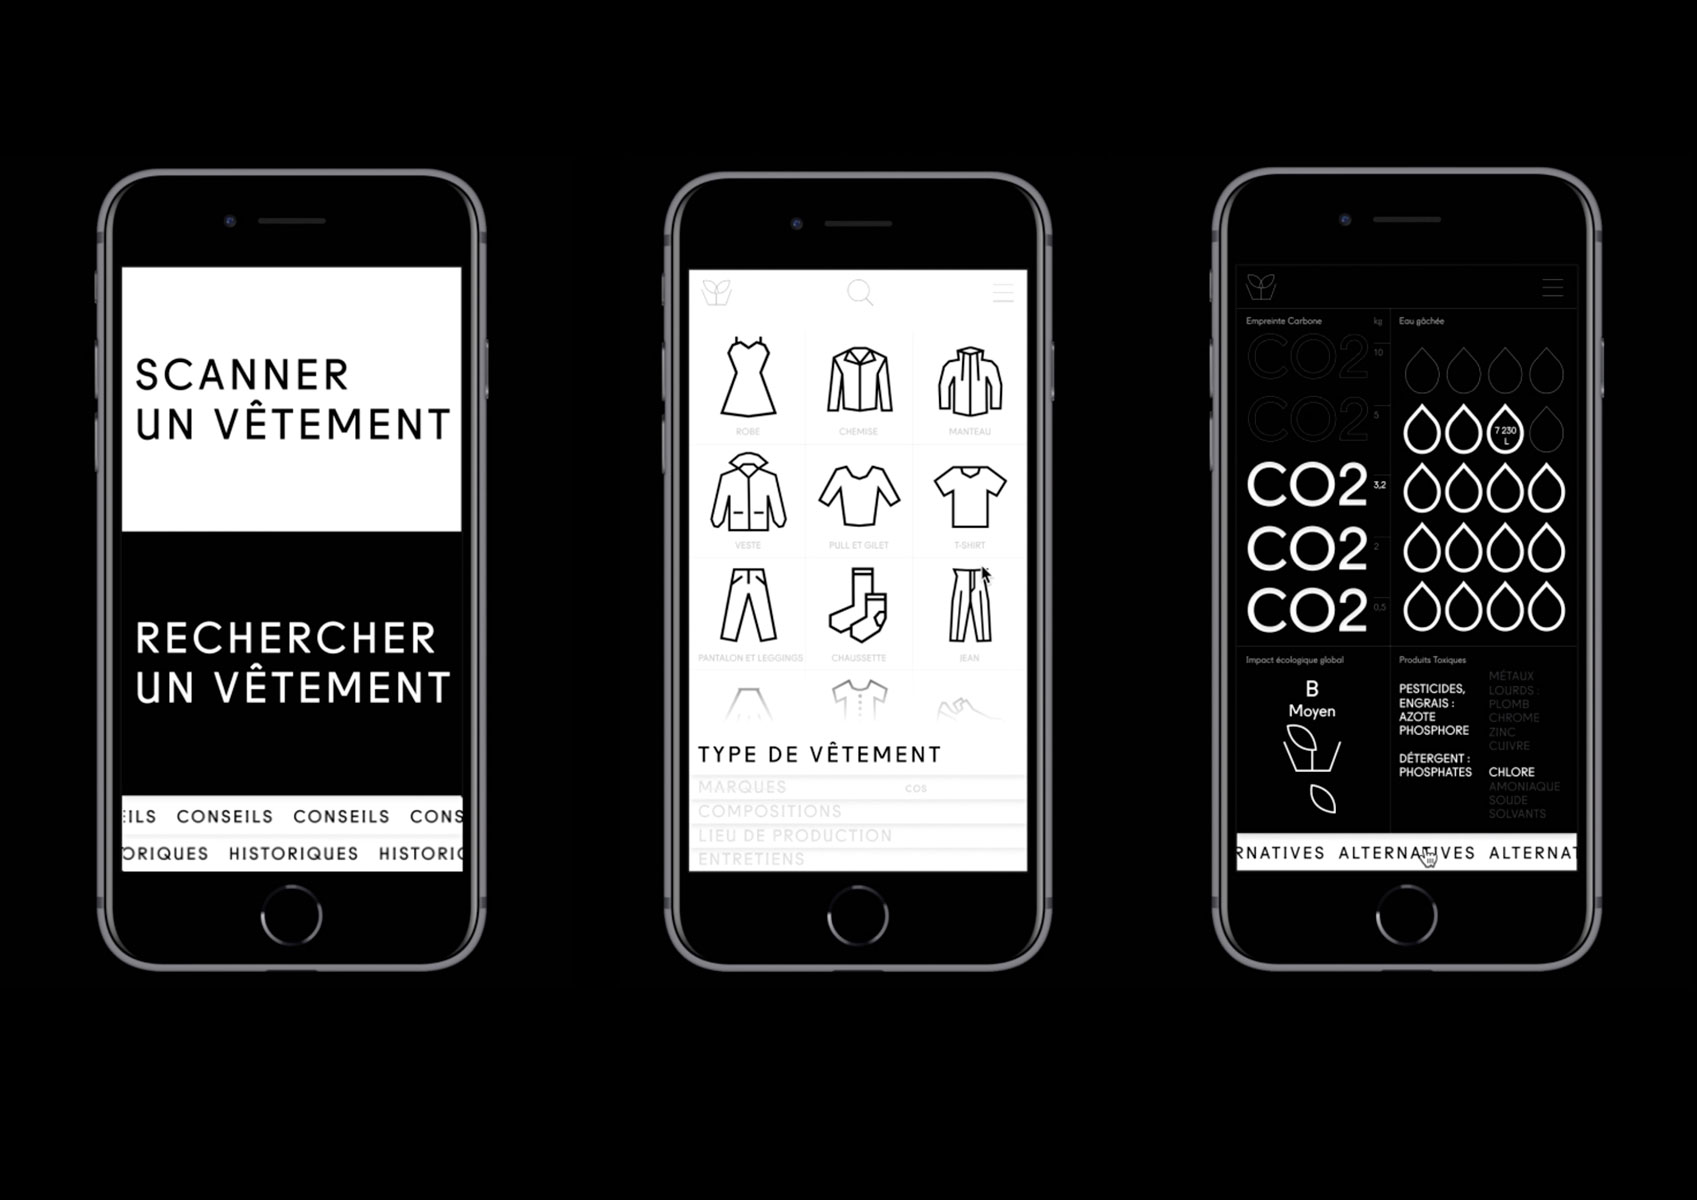 SCANNER
UN VÊTEMENT
RECHERCHER
UN VÊTEMENT
ILS CONSEILS CONSEILS CONS
ORIQUES HISTORIQUES HISTORIC
ROBE CHEMISE MANTEAU
VESTE PULL ET GILET T-SHIRT
PANTALON ET LEGGINGS CHAUSSETTE JEAN
TYPE DE VÊTEMENT
MARQUES COS
COMPOSITIONS
LIEU DE PRODUCTION
ENTRETIENS
Empreinte Carbone kg
CO2 10
CO2 5
CO2 3,2
CO2 2
CO2 0,5
Eau gâchée
7 230
L
Impact écologique global
B
Moyen
Produits Toxiques
PESTICIDES,
ENGRAIS :
AZOTE
PHOSPHORE
DÉTERGENT :
PHOSPHATES
MÉTAUX
LOURDS :
PLOMB
CHROME
ZINC
CUIVRE
CHLORE
AMONIAQUE
SOUDE
SOLVANTS
RNATIVES ALTERNATIVES ALTERNAT